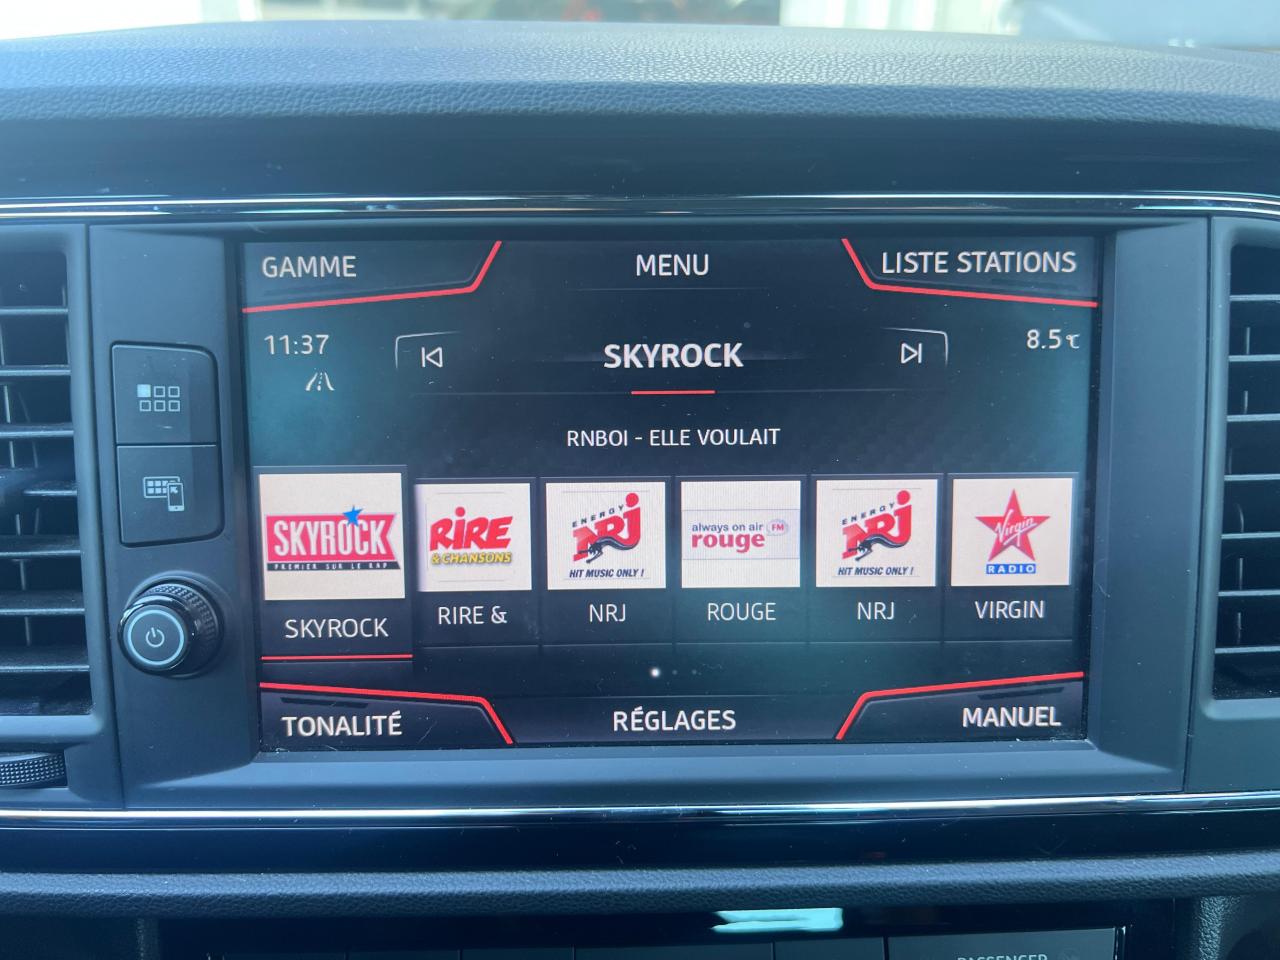 GAMME
MENU
LISTE STATIONS
11:37
SKYROCK
8.5℃
RNBOI - ELLE VOULAIT
SKYROCK
PREMIER SUR LE RAP
RIRE
& CHANSONS
ENERGY
NRJ
HIT MUSIC ONLY !
always on air FM
rouge
ENERGY
NRJ
HIT MUSIC ONLY !
Virgin
RADIO
SKYROCK
RIRE &
NRJ
ROUGE
NRJ
VIRGIN
TONALITÉ
RÉGLAGES
MANUEL
PASSENGER